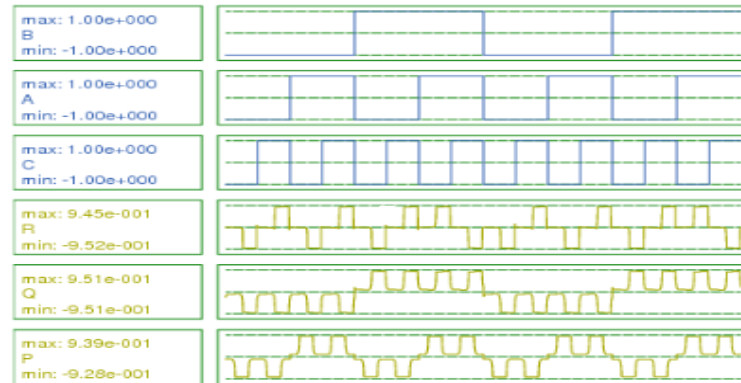 max: 1.00e+000
B
min: -1.00e+000
max: 1.00e+000
A
min: -1.00e+000
max: 1.00e+000
C
min: -1.00e+000
max: 9.45e-001
R
min: -9.52e-001
max: 9.51e-001
Q
min: -9.51e-001
max: 9.39e-001
P
min: -9.28e-001